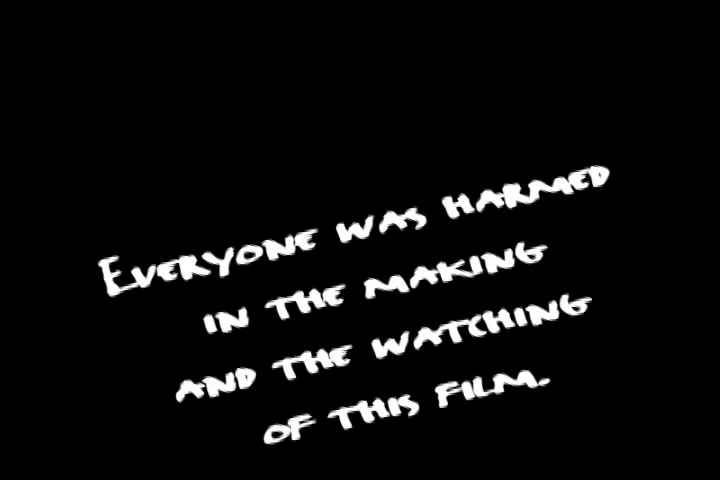 Everyone was harmed
in the making
and the watching
of this film.